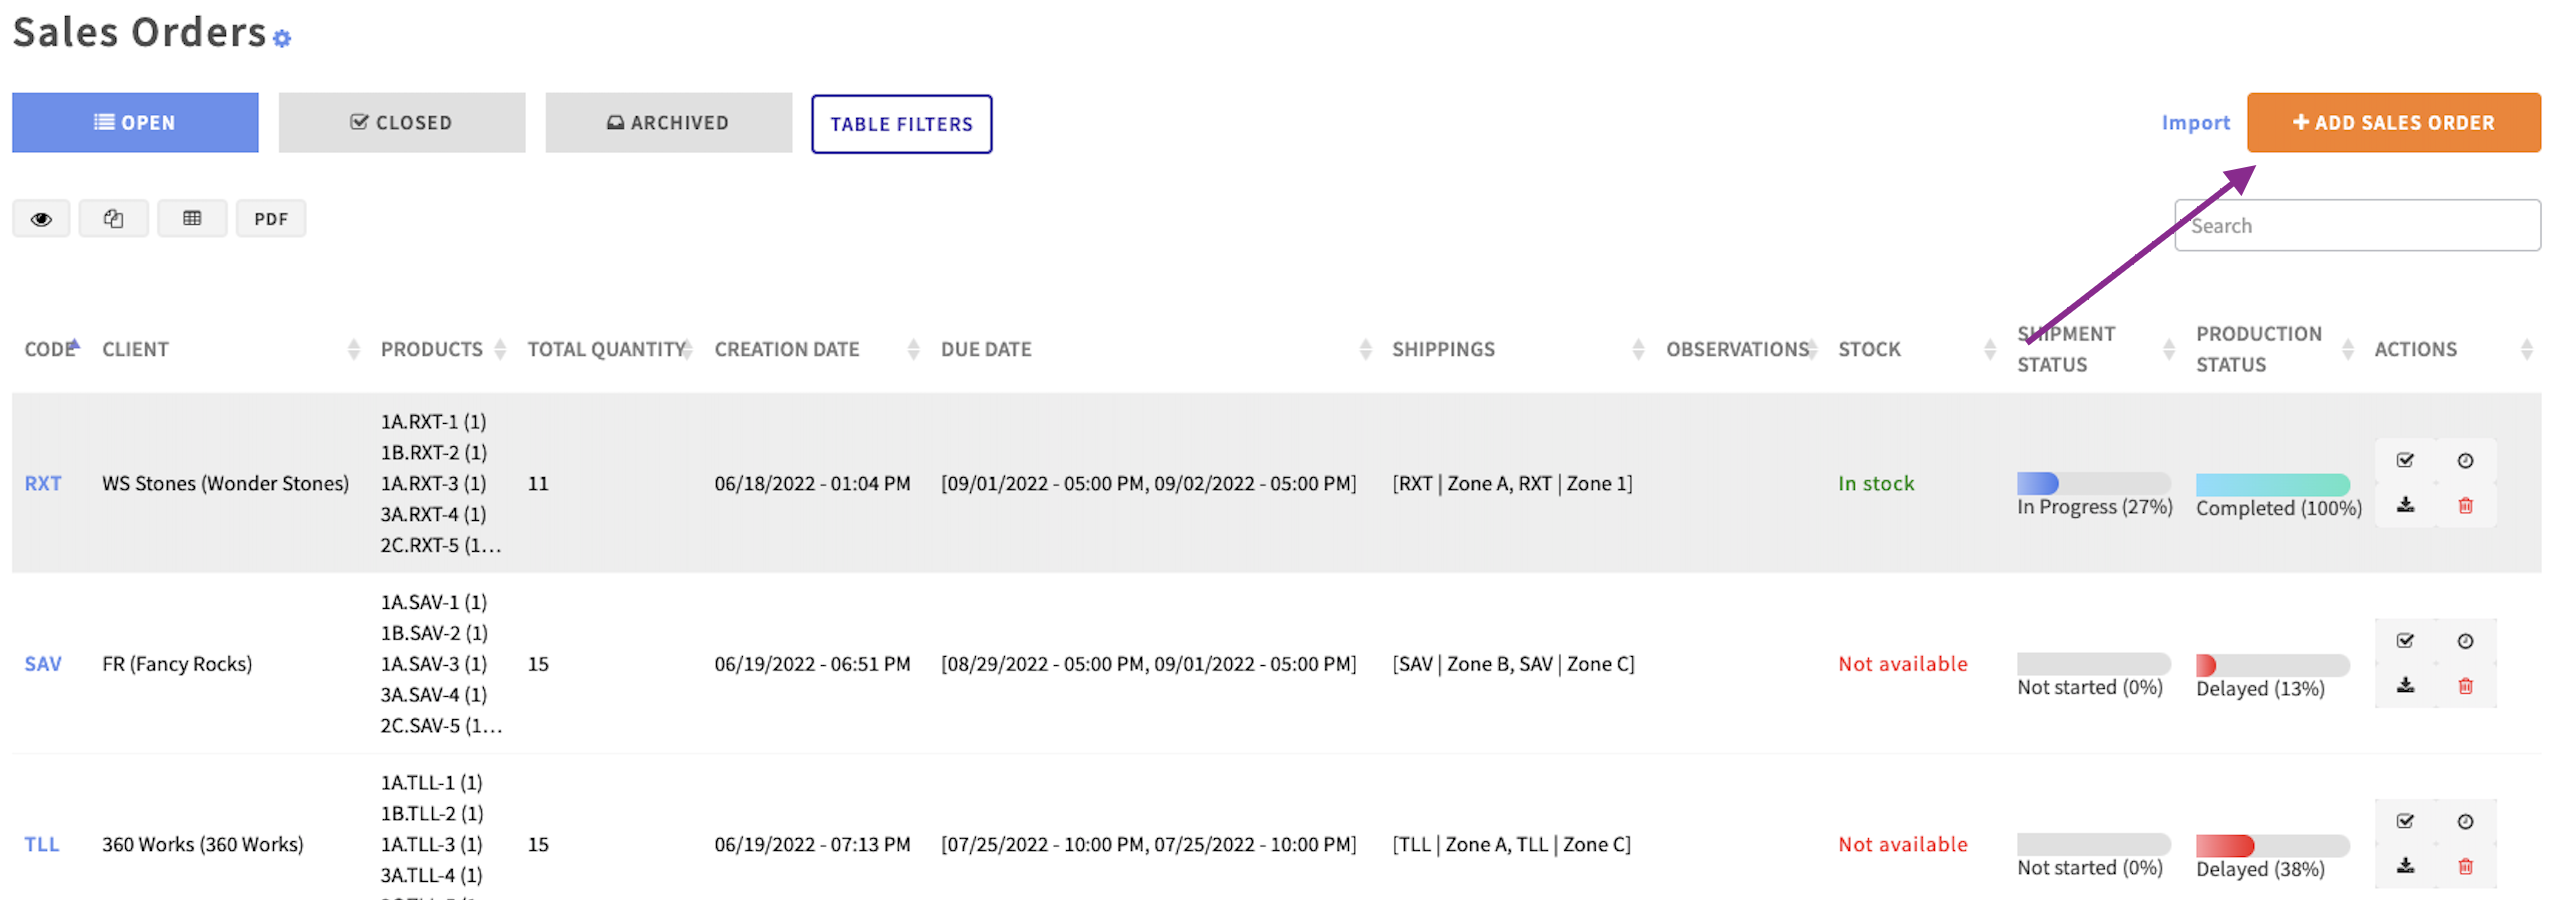 Sales Orders
OPEN
CLOSED
ARCHIVED
TABLE FILTERS
Import
ADD SALES ORDER
PDF
Search
CODE CLIENT PRODUCTS TOTAL QUANTITY CREATION DATE DUE DATE SHIPPINGS OBSERVATIONS STOCK SHIPMENT STATUS PRODUCTION STATUS ACTIONS
RXT
WS Stones (Wonder Stones)
1A.RXT-1 (1)
1B.RXT-2 (1)
1A.RXT-3 (1)
3A.RXT-4 (1)
2C.RXT-5 (1...
11
06/18/2022 - 01:04 PM
[09/01/2022 - 05:00 PM, 09/02/2022 - 05:00 PM]
[RXT | Zone A, RXT | Zone 1]
In stock
In Progress (27%)
Completed (100%)
SAV
FR (Fancy Rocks)
1A.SAV-1 (1)
1B.SAV-2 (1)
1A.SAV-3 (1)
3A.SAV-4 (1)
2C.SAV-5 (1...
15
06/19/2022 - 06:51 PM
[08/29/2022 - 05:00 PM, 09/01/2022 - 05:00 PM]
[SAV | Zone B, SAV | Zone C]
Not available
Not started (0%)
Delayed (13%)
TLL
360 Works (360 Works)
1A.TLL-1 (1)
1B.TLL-2 (1)
1A.TLL-3 (1)
3A.TLL-4 (1)
15
06/19/2022 - 07:13 PM
[07/25/2022 - 10:00 PM, 07/25/2022 - 10:00 PM]
[TLL | Zone A, TLL | Zone C]
Not available
Not started (0%)
Delayed (38%)